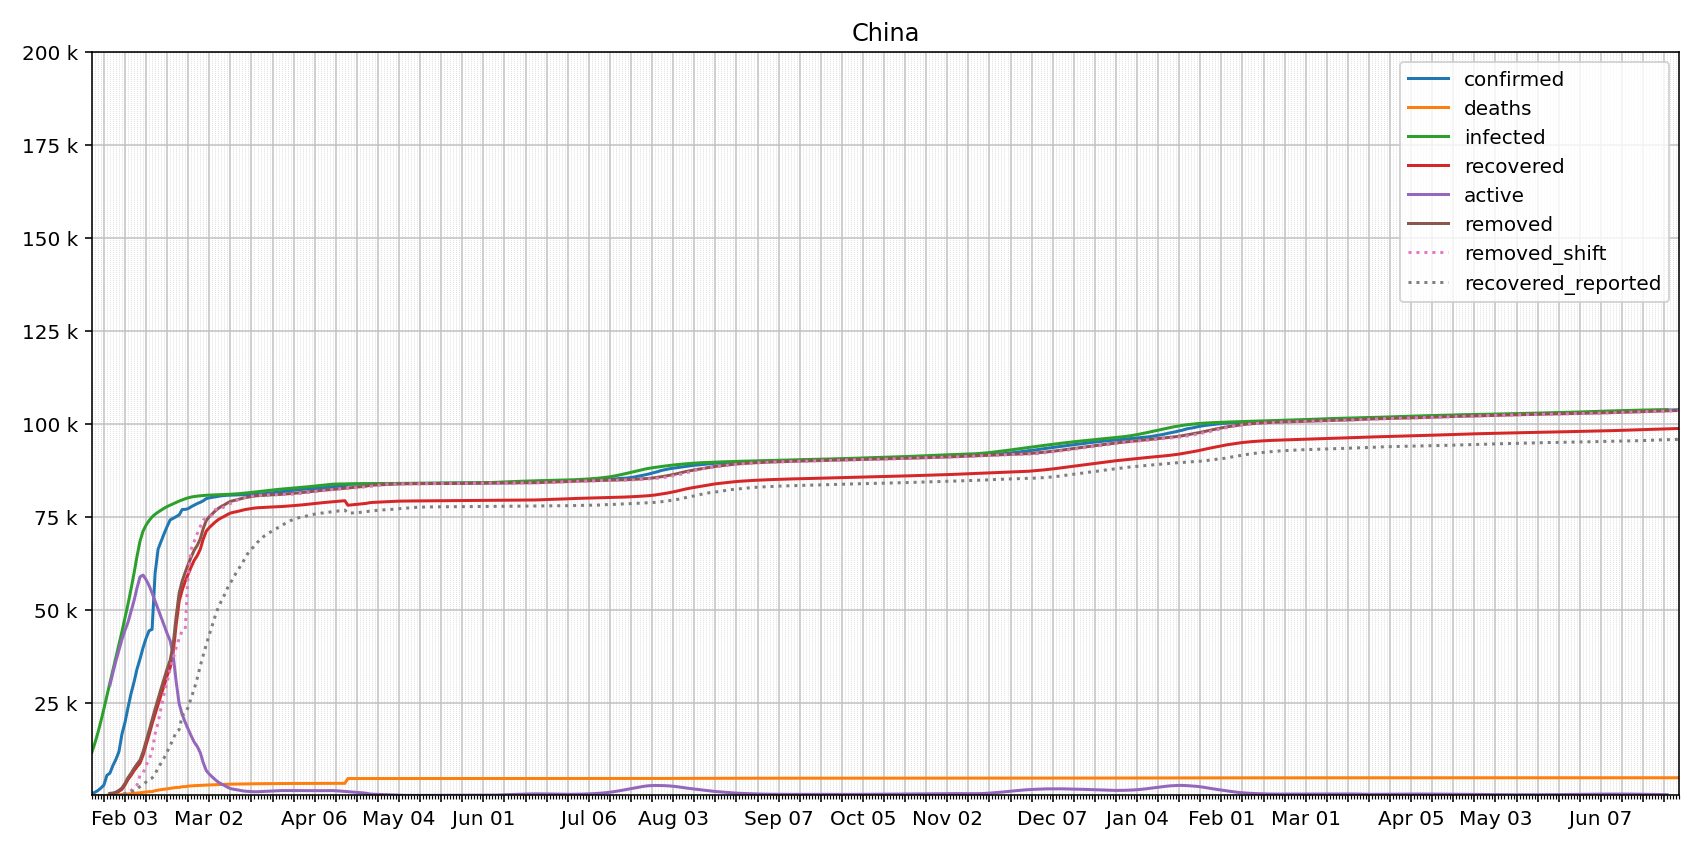 China
200 k
175 k
150 k
125 k
100 k
75 k
50 k
25 k
confirmed
deaths
infected
recovered
active
removed
removed_shift
recovered_reported
Feb 03 Mar 02 Apr 06 May 04 Jun 01 Jul 06 Aug 03 Sep 07 Oct 05 Nov 02 Dec 07 Jan 04 Feb 01 Mar 01 Apr 05 May 03 Jun 07